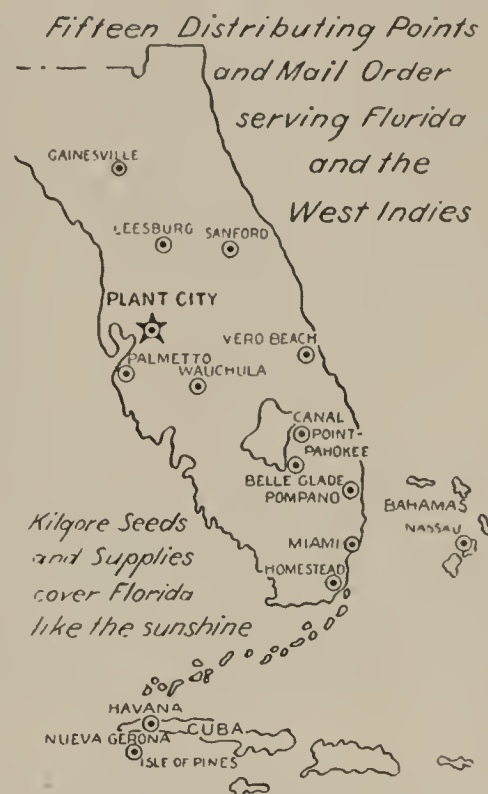 Fifteen Distributing Points
and Mail Order
serving Florida
and the
West Indies
GAINESVILLE
LEESBURG
SANFORD
PLANT CITY
VERO BEACH
PALMETTO
WAUCHULA
CANAL
POINT-
PAHOKEE
BELLE GLADE
POMPANO
BAHAMAS
NASSAU
Kilgore Seeds
and Supplies
cover Florida
like the sunshine
MIAMI
HOMESTEAD
HAVANA
CUBA
NUEVA GERONA
ISLE OF PINES